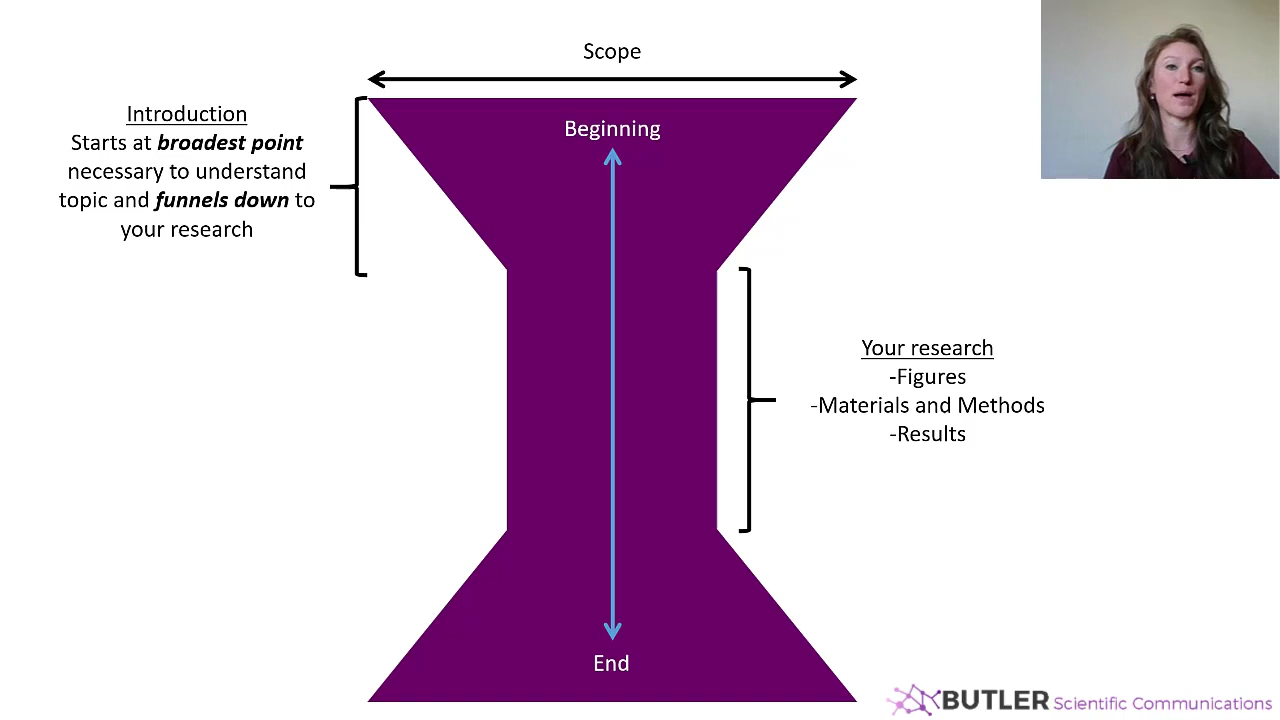 Scope
Introduction
Starts at broadest point
necessary to understand
topic and funnels down to
your research
Beginning
Your research
-Figures
-Materials and Methods
-Results
End
BUTLER Scientific Communications